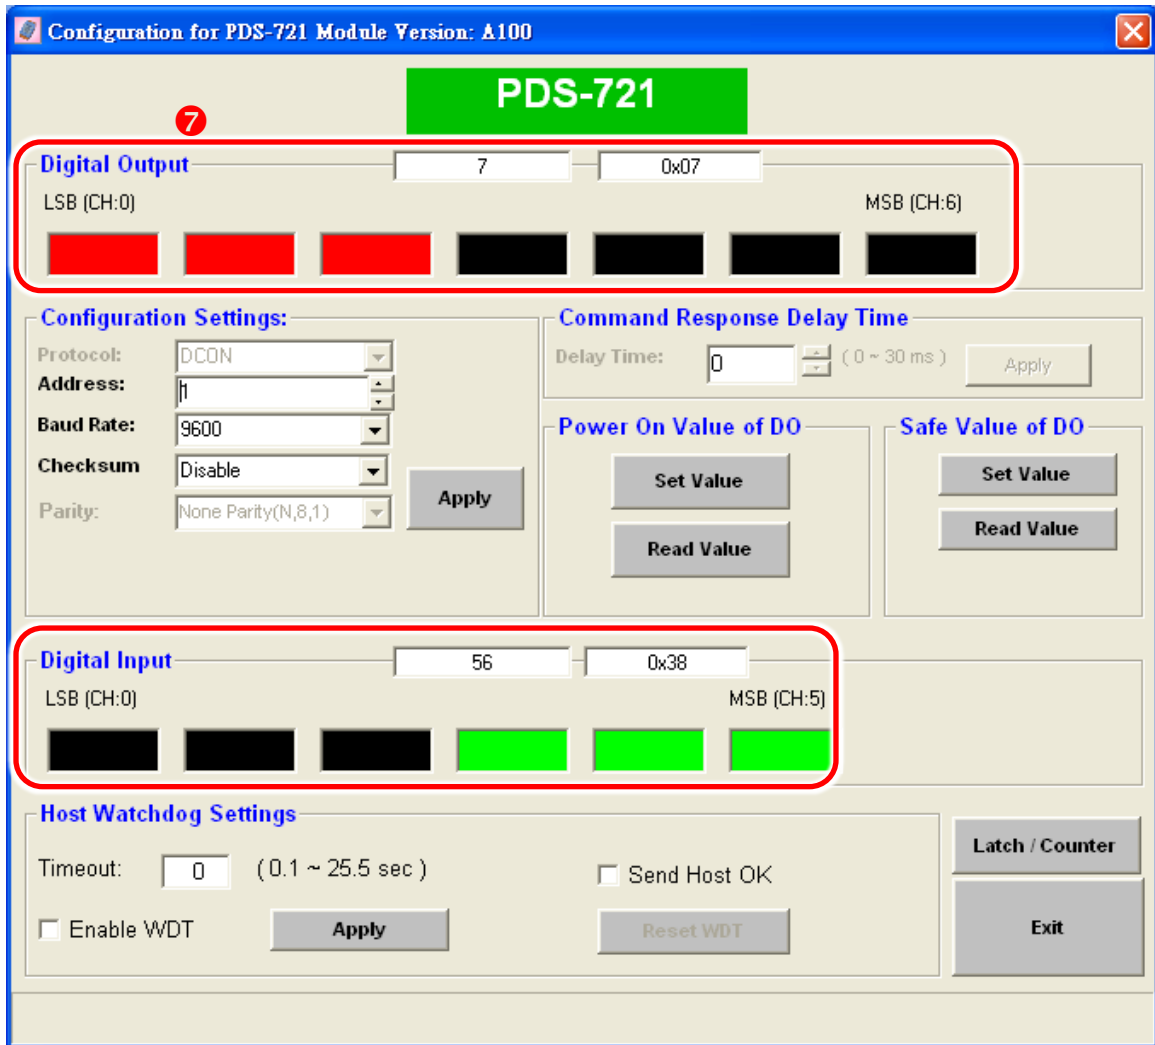 Configuration for PDS-721 Module Version: A100
PDS-721
7
Digital Output
7
0x07
LSB (CH:0)
MSB (CH:6)
Configuration Settings:
Protocol:
DCON
Address:
1
Baud Rate:
9600
Checksum
Disable
Parity:
None Parity(N,8,1)
Apply
Command Response Delay Time
Delay Time:
0
( 0 ~ 30 ms )
Apply
Power On Value of DO
Set Value
Read Value
Safe Value of DO
Set Value
Read Value
Digital Input
56
0x38
LSB (CH:0)
MSB (CH:5)
Host Watchdog Settings
Timeout:
0
( 0.1 ~ 25.5 sec )
Send Host OK
Enable WDT
Apply
Reset WDT
Latch / Counter
Exit